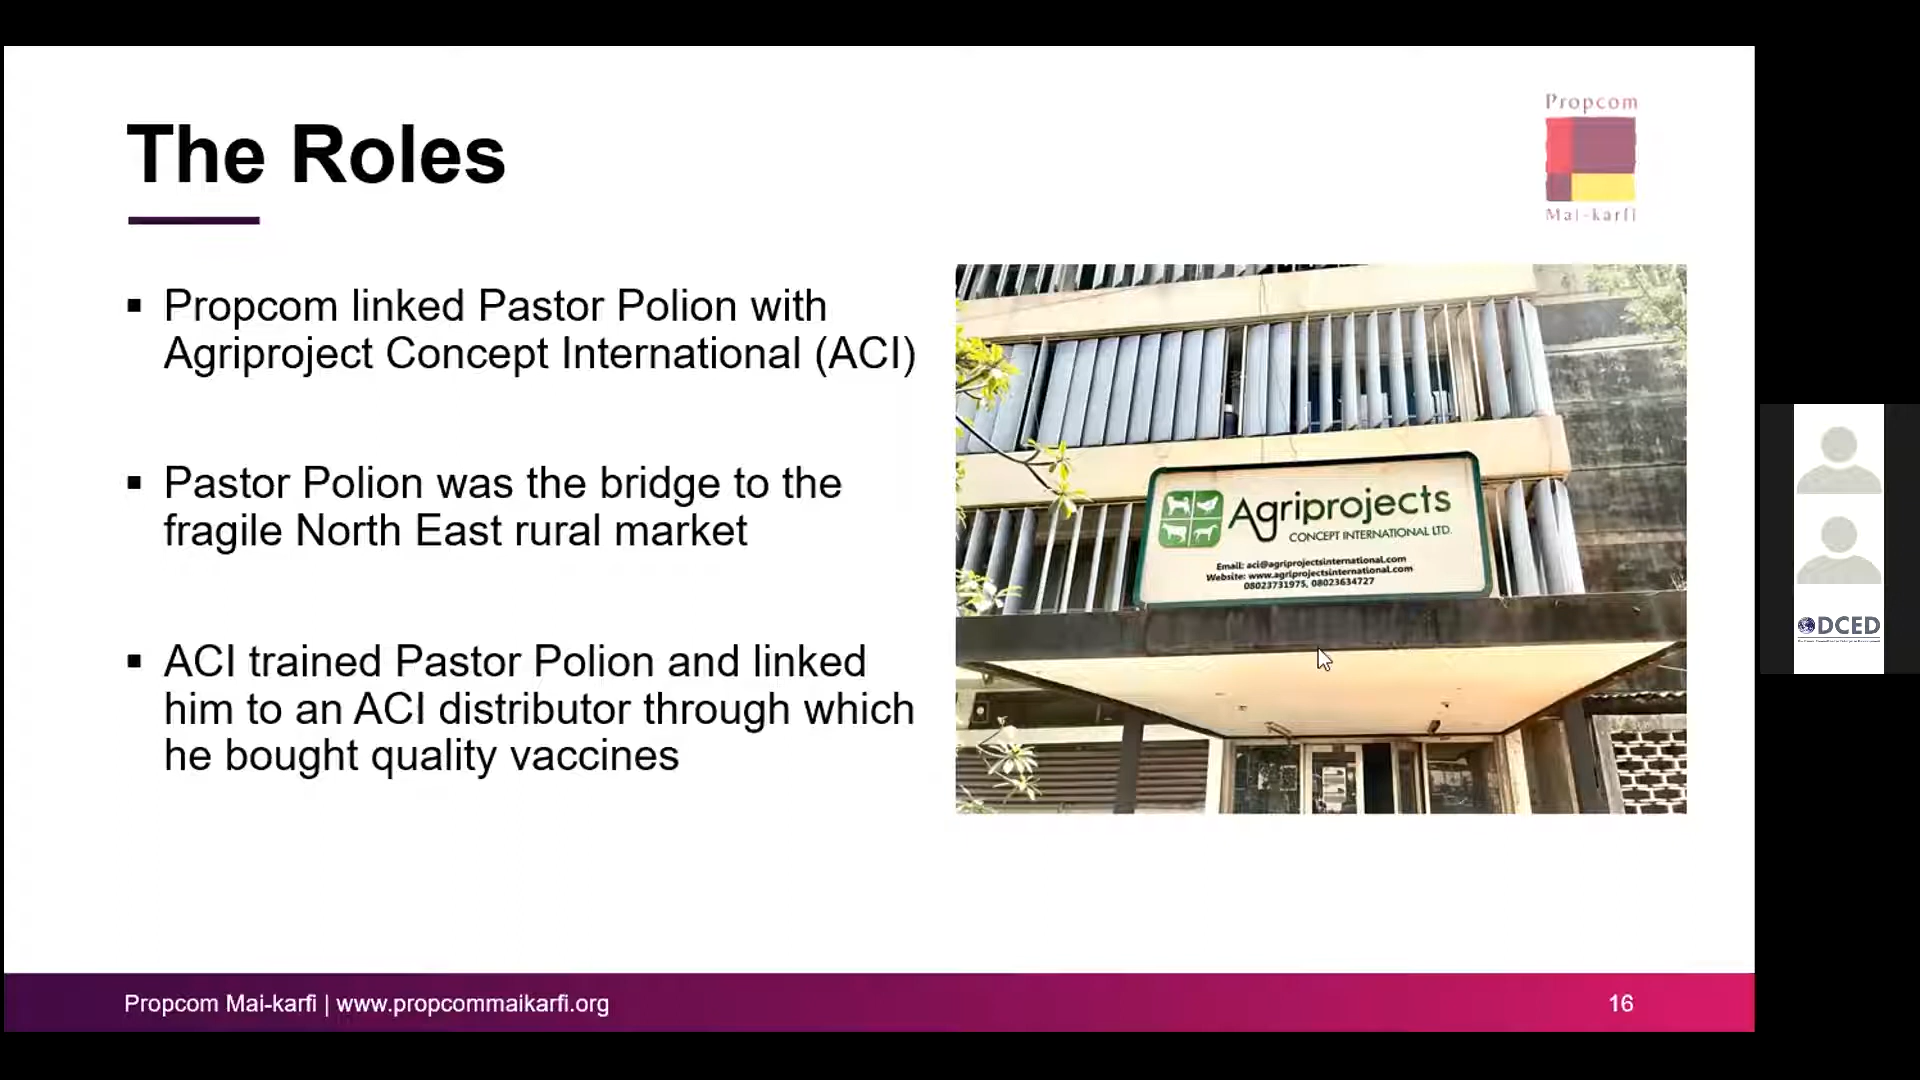 The Roles
Propcom
Mai-karfi
▪ Propcom linked Pastor Polion with
Agriproject Concept International (ACI)
▪ Pastor Polion was the bridge to the
fragile North East rural market
▪ ACI trained Pastor Polion and linked
him to an ACI distributor through which
he bought quality vaccines
Agriprojects
CONCEPT INTERNATIONAL LTD.
Email: aci@agriprojectsinternational.com
Website: www.agriprojectsinternational.com
08023731975, 08023634727
DCED
Propcom Mai-karfi | www.propcommaikarfi.org
16